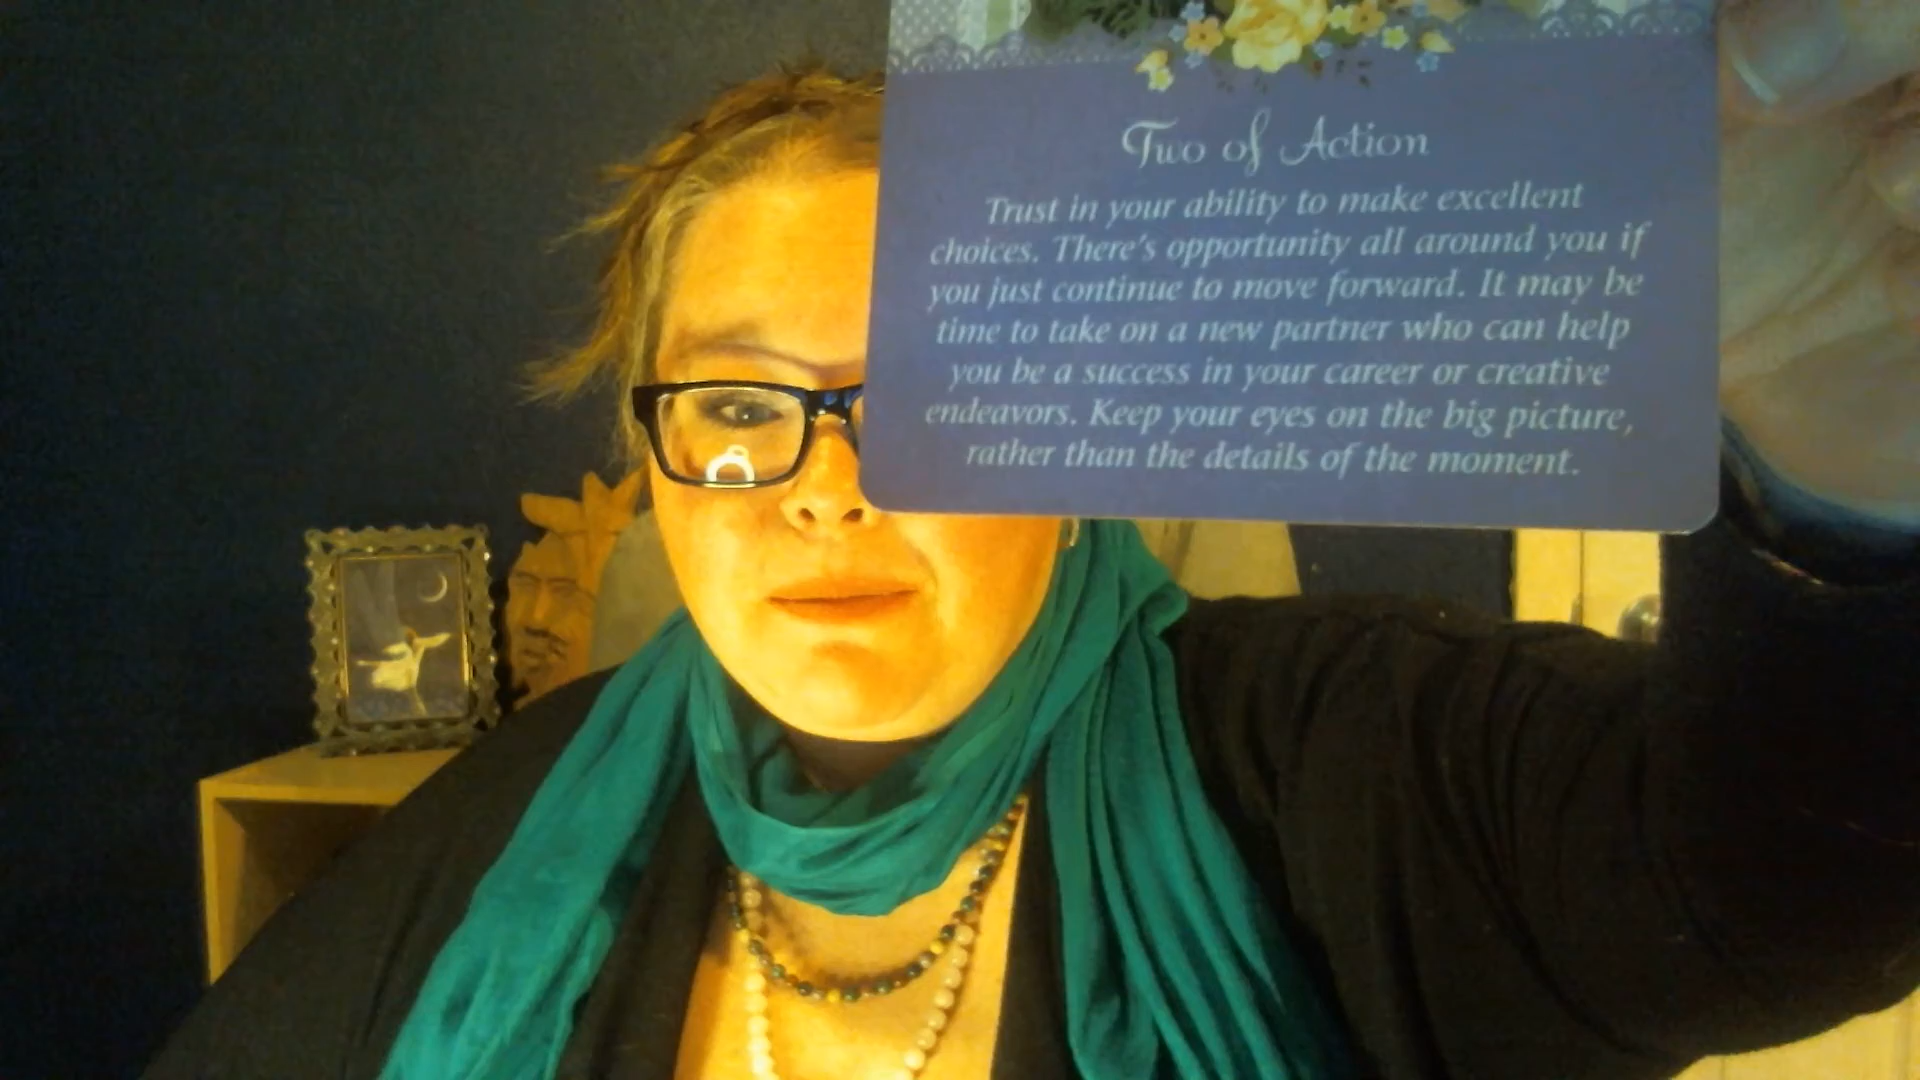 Two of Action
Trust in your ability to make excellent
choices. There's opportunity all around you if
you just continue to move forward. It may be
time to take on a new partner who can help
you be a success in your career or creative
endeavors. Keep your eyes on the big picture,
rather than the details of the moment.